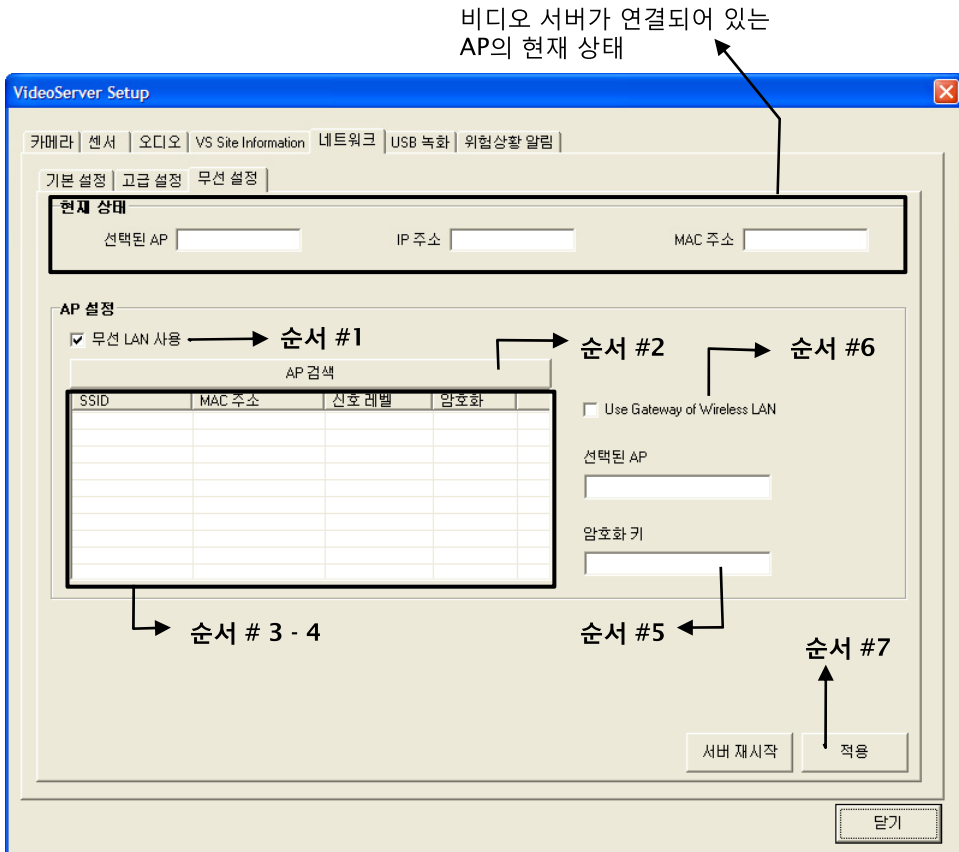 비디오 서버가 연결되어 있는
AP의 현재 상태
VideoServer Setup
카메라 센서 오디오 VS Site Information 네트워크 USB 녹화 위험상황 알림
기본 설정 고급 설정 무선 설정
현재 상태
선택된 AP IP 주소 MAC 주소
AP 설정
무선 LAN 사용 순서 #1
순서 #2
순서 #6
AP 검색
SSID MAC 주소 신호 레벨 암호화
Use Gateway of Wireless LAN
선택된 AP
암호화 키
순서 # 3 - 4
순서 #5
순서 #7
서버 재시작 적용
닫기